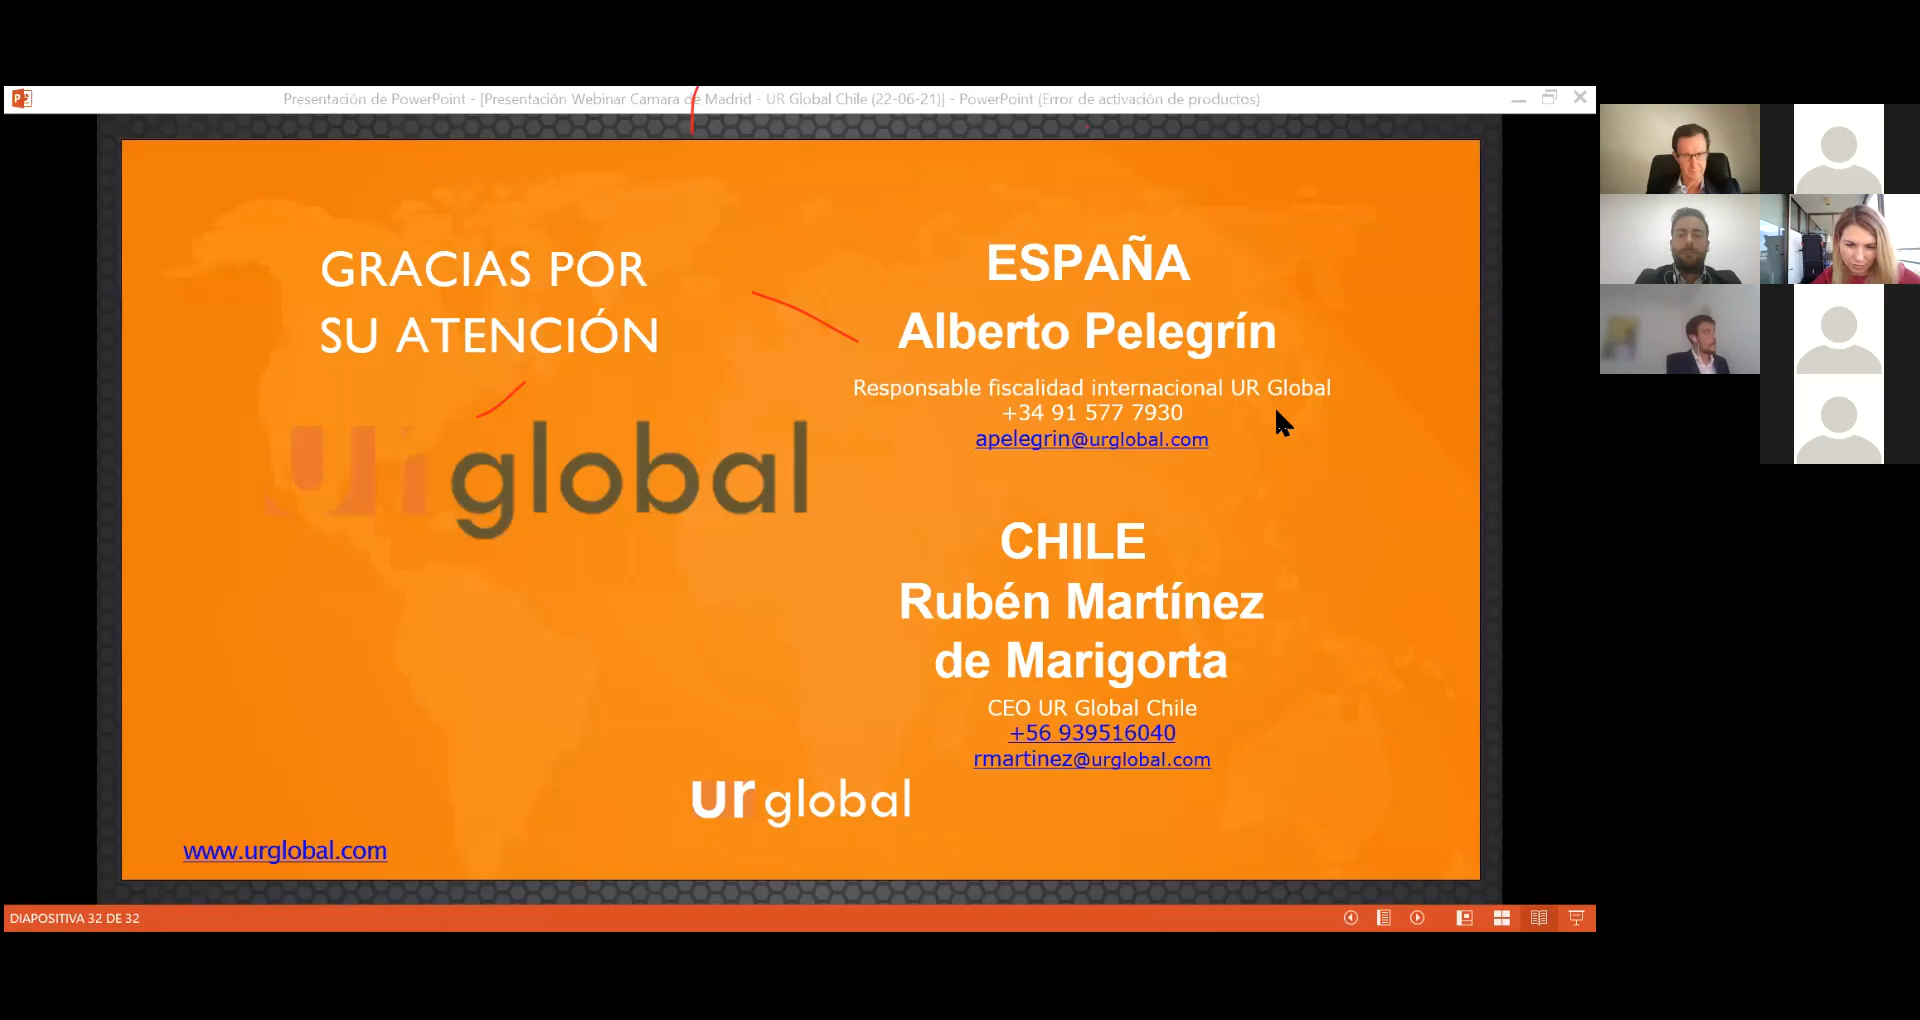 Presentación de PowerPoint - [Presentación Webinar Camara de Madrid - UR Global Chile (22-06-21)] - PowerPoint (Error de activación de productos)
GRACIAS POR
SU ATENCIÓN
ur global
ESPAÑA
Alberto Pelegrín
Responsable fiscalidad internacional UR Global
+34 91 577 7930
apelegrin@urglobal.com
CHILE
Rubén Martínez
de Marigorta
CEO UR Global Chile
+56 939516040
rmartinez@urglobal.com
ur global
www.urglobal.com
DIAPOSITIVA 32 DE 32